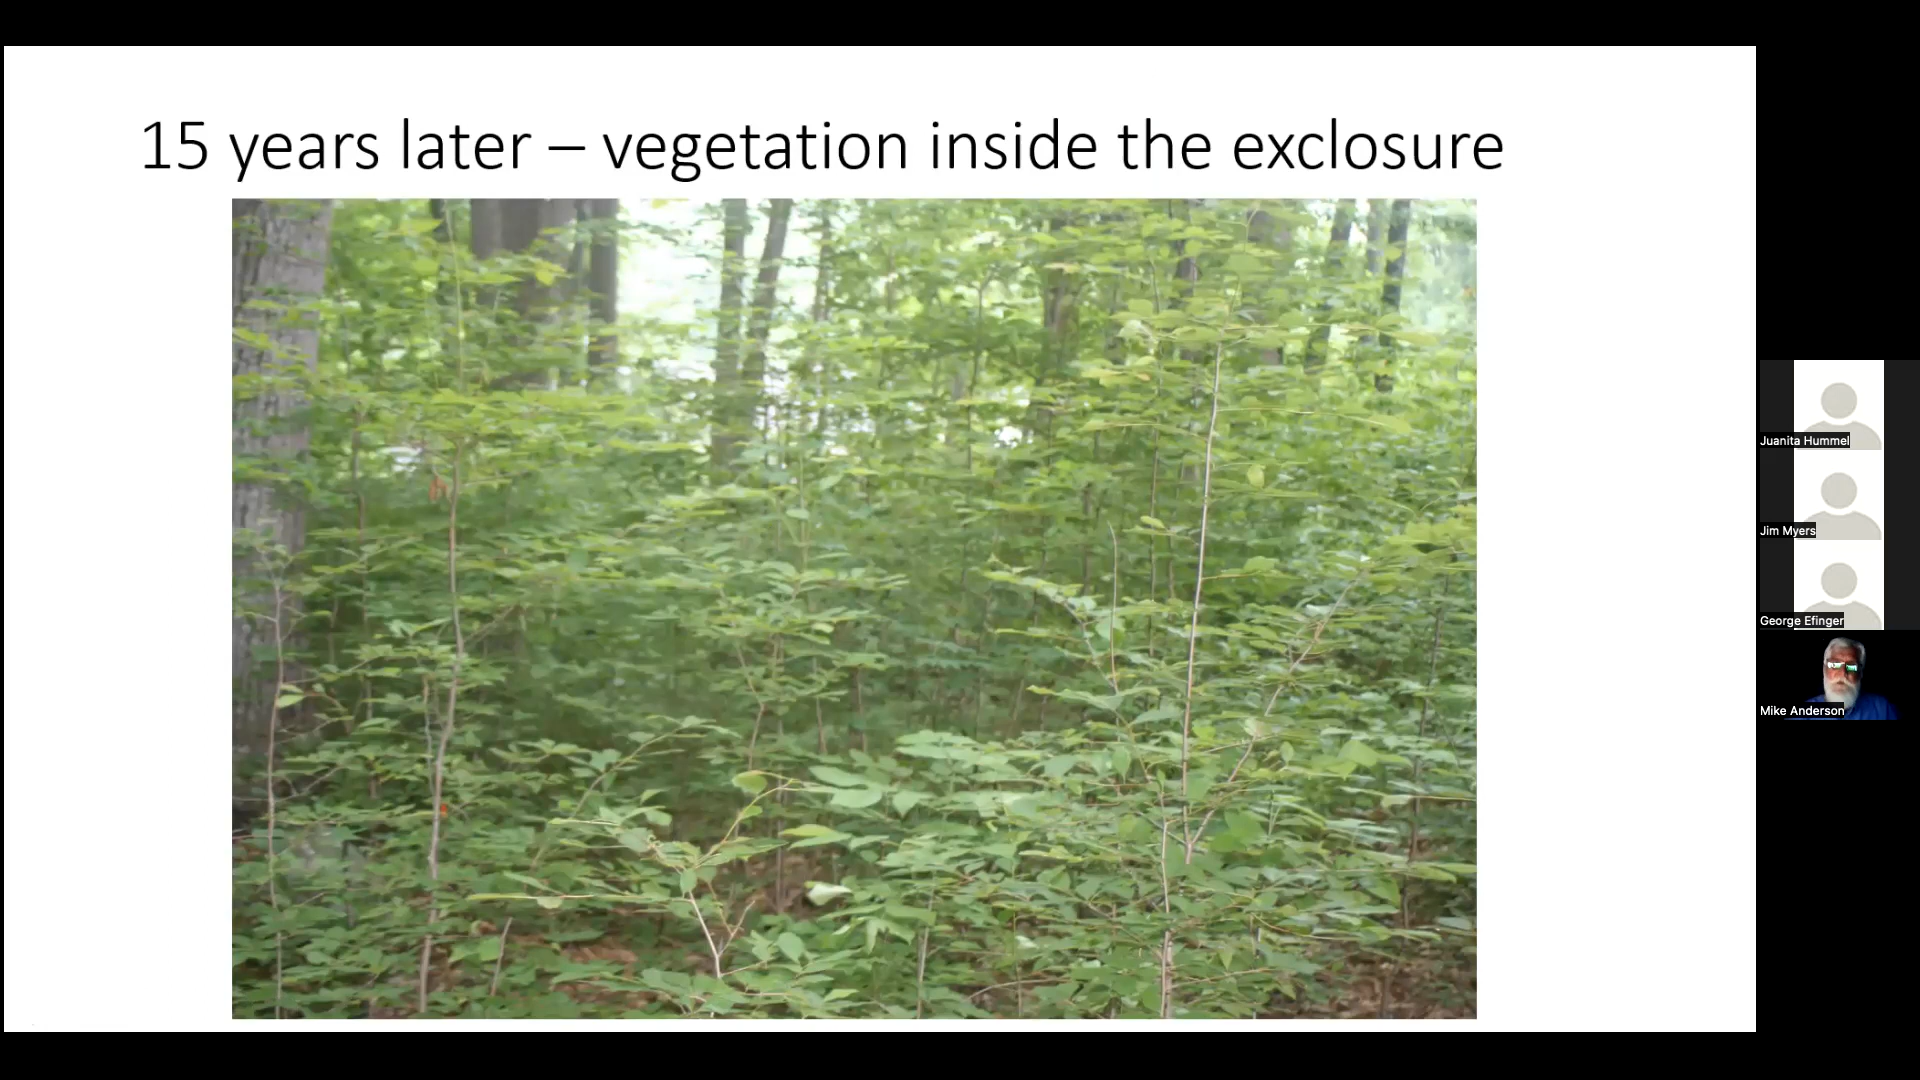 15 years later – vegetation inside the exclosure
Juanita Hummel
Jim Myers
George Efinger
Mike Anderson